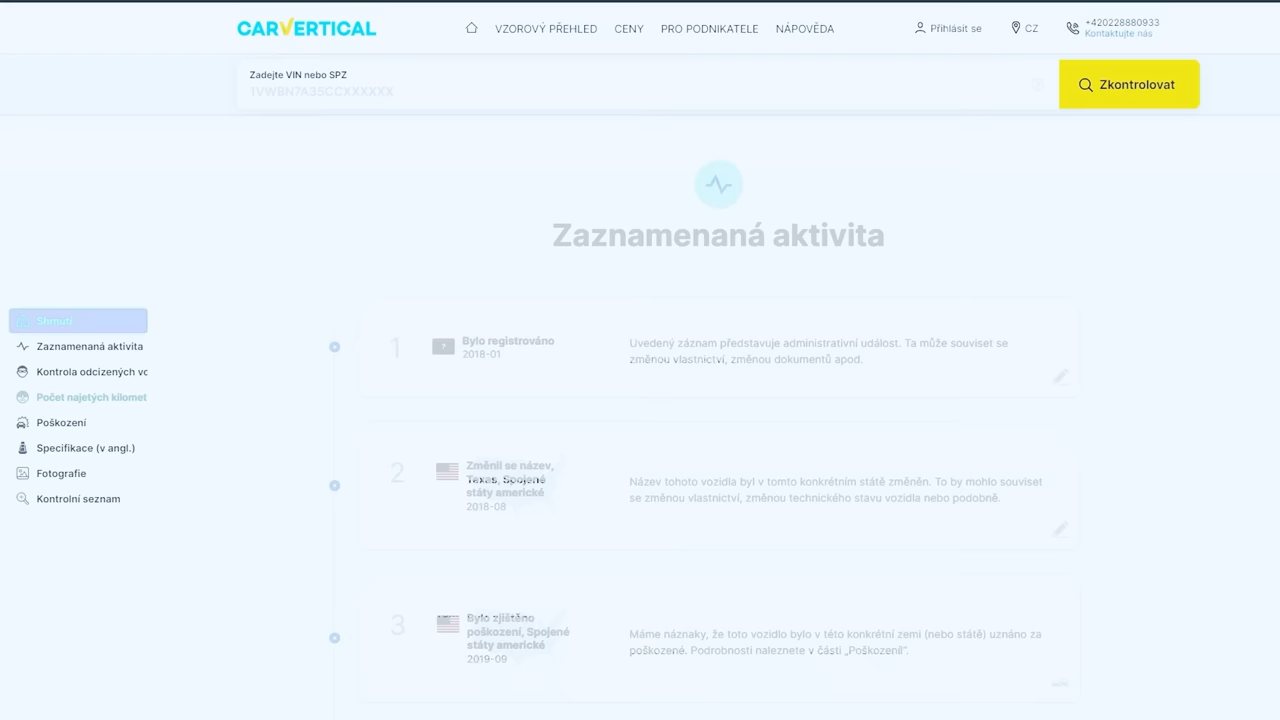 CARVERTICAL
VZOROVÝ PŘEHLED
CENY
PRO PODNIKATELE
NÁPOVĚDA
Přihlásit se
CZ
+420228880933
Kontaktujte nás
Zadejte VIN nebo SPZ
1VWBN7A35CCXXXXXX
Zkontrolovat
Zaznamenaná aktivita
Shrnutí
Zaznamenaná aktivita
Kontrola odcizených vc
Počet najetých kilomet
Poškození
Specifikace (v angl.)
Fotografie
Kontrolní seznam
1
?
Bylo registrováno
2018-01
Uvedený záznam představuje administrativní událost. Ta může souviset se
změnou vlastnictví, změnou dokumentů apod.
2
Změnil se název,
Texas, Spojené
státy americké
2018-08
Název tohoto vozidla byl v tomto konkrétním státě změněn. To by mohlo souviset
se změnou vlastnictví, změnou technického stavu vozidla nebo podobně.
3
Bylo zjištěno
poškození, Spojené
státy americké
2019-09
Máme náznaky, že toto vozidlo bylo v této konkrétní zemi (nebo státě) uznáno za
poškozené. Podrobnosti naleznete v části „Poškození“.